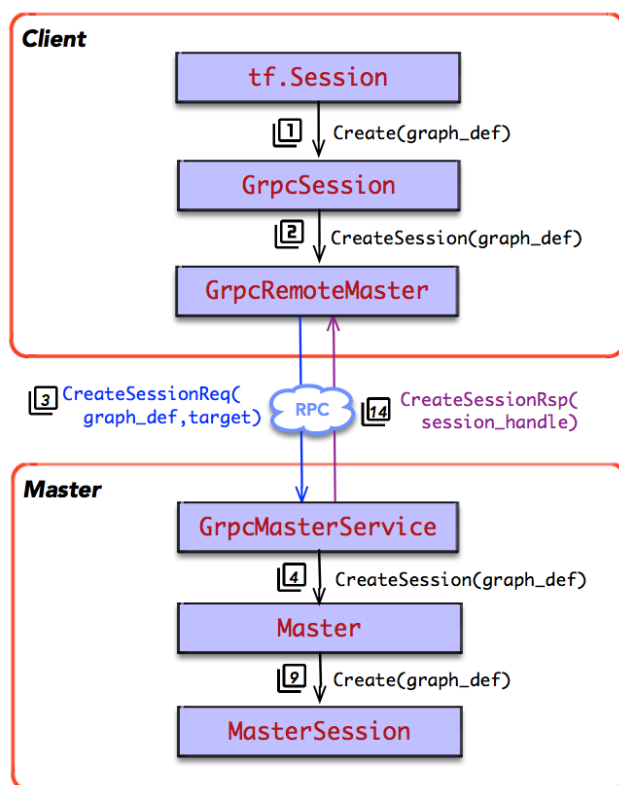 Client
tf.Session
1 Create(graph_def)
GrpcSession
2 CreateSession(graph_def)
GrpcRemoteMaster
3 CreateSessionReq(
graph_def,target)
RPC
14 CreateSessionRsp(
session_handle)
Master
GrpcMasterService
4 CreateSession(graph_def)
Master
9 Create(graph_def)
MasterSession